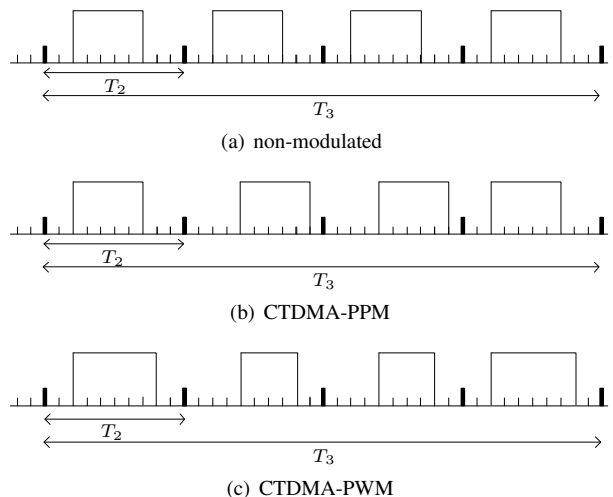 T₂
T₃
(a) non-modulated
T₂
T₃
(b) CTDMA-PPM
T₂
T₃
(c) CTDMA-PWM